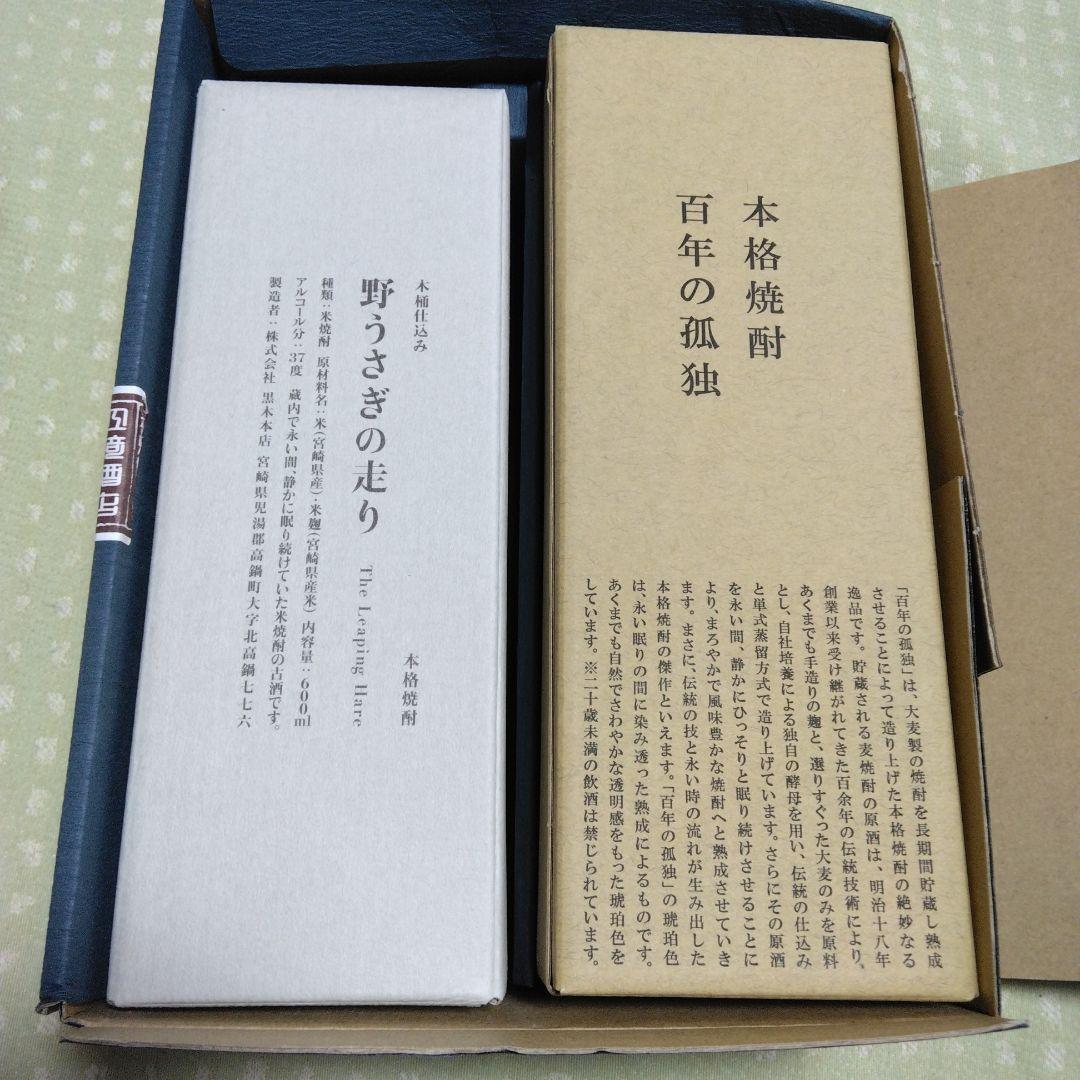 本格焼酎
百年の孤独
「百年の孤独」は、大麦製の焼酎を長期間貯蔵し熟成
させることによって造り上げた本格焼酎の絶妙なる
逸品です。貯蔵される麦焼酎の原酒は、明治十八年
創業以来受け継がれてきた百余年の伝統技術により、
あくまでも手造りの麹と、選りすぐった大麦のみを原料
とし、自社培養による独自の酵母を用い、伝統の仕込み
と単式蒸留方式で造り上げています。さらにその原酒
を永い間、静かにひっそりと眠り続けさせることに
より、まろやかで風味豊かな焼酎へと熟成させていき
ます。まさに、伝統の技と永い時の流れが生み出した
本格焼酎の傑作といえます。「百年の孤独」の琥珀色
は、永い眠りの間に染み透った熟成によるものです。
あくまでも自然でさわやかな透明感をもった琥珀色を
しています。※二十歳未満の飲酒は禁じられています。
木桶仕込み
本格焼酎
野うさぎの走り The Leaping Hare
種類：米焼酎 原材料名：米(宮崎県産)・米麹(宮崎県産米) 内容量：600ml
アルコール分：37度 蔵内で永い間、静かに眠り続けていた米焼酎の古酒です。
製造者：株式会社 黒木本店 宮崎県児湯郡高鍋町大字北高鍋七七六